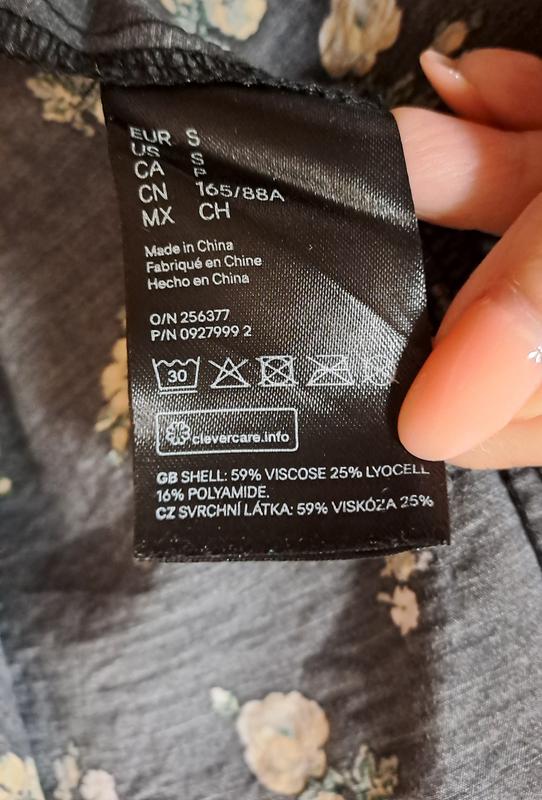 EUR S
US S
CA P
CN 165/88A
MX CH
Made in China
Fabriqué en Chine
Hecho en China
O/N 256377
P/N 0927999 2
30
clevercare.info
GB SHELL: 59% VISCOSE 25% LYOCELL
16% POLYAMIDE.
CZ SVRCHNÍ LÁTKA: 59% VISKÓZA 25%